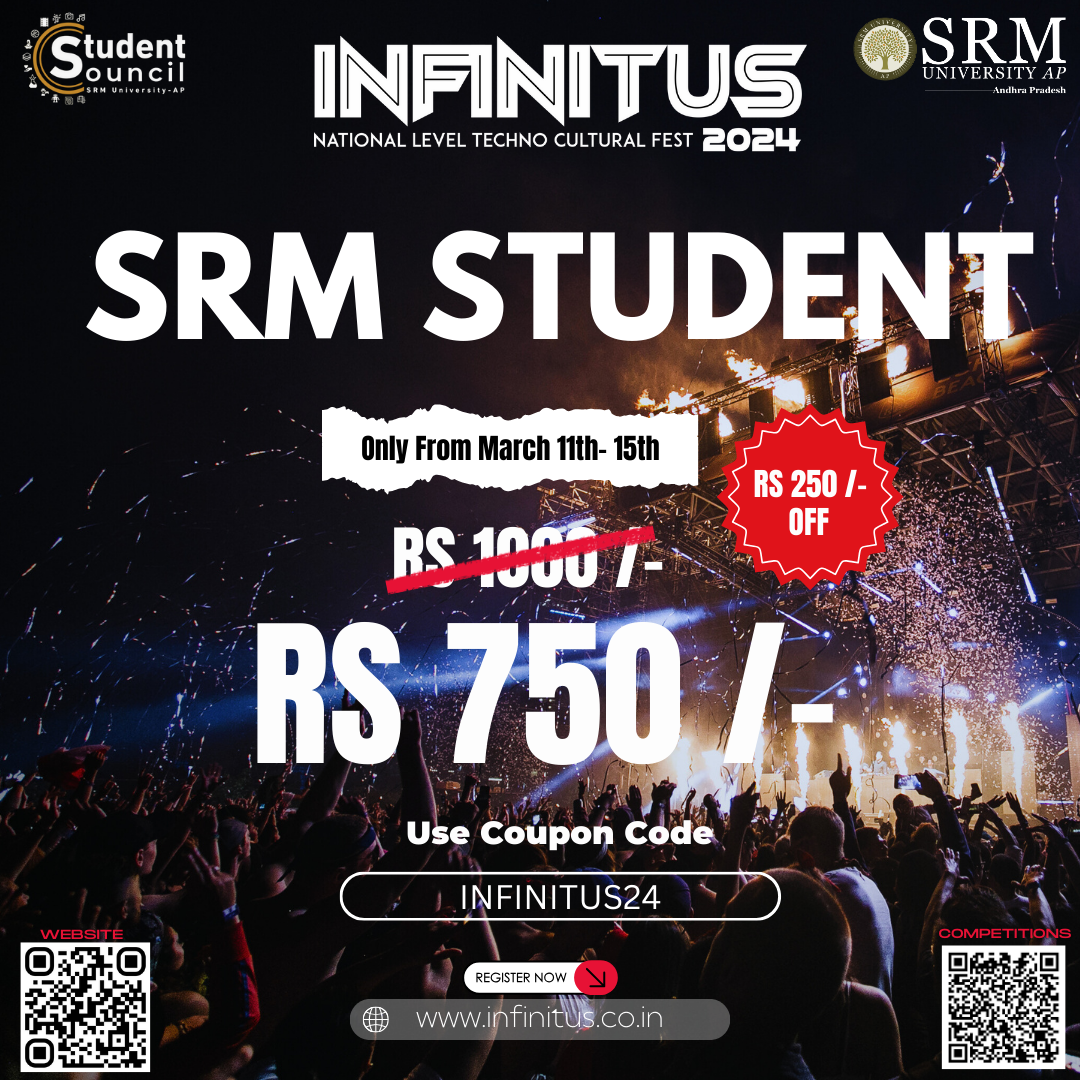 Student
Council
SRM University-AP
INFINITUS
NATIONAL LEVEL TECHNO CULTURAL FEST 2024
SRM
UNIVERSITY AP
Andhra Pradesh
SRM STUDENT
Only From March 11th- 15th
RS 250 /-
OFF
RS 1000 /-
RS 750 /-
Use Coupon Code
INFINITUS24
WEBSITE
COMPETITIONS
REGISTER NOW
www.infinitus.co.in